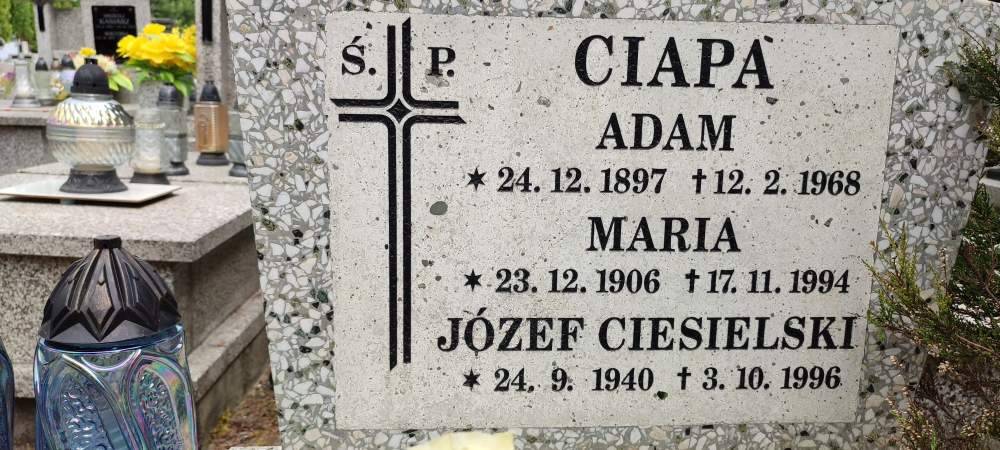 Ś. P.
CIAPA
ADAM
* 24. 12. 1897 † 12. 2. 1968
MARIA
* 23. 12. 1906 † 17. 11. 1994
JÓZEF CIESIELSKI
* 24. 9. 1940 † 3. 10. 1996